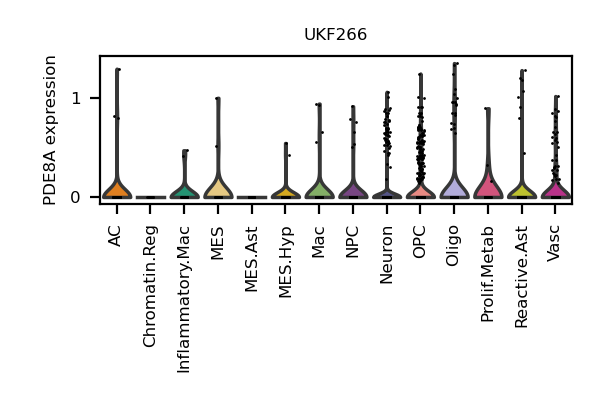 UKF266
PDE8A expression
1
0
AC
Chromatin.Reg
Inflammatory.Mac
MES
MES.Ast
MES.Hyp
Mac
NPC
Neuron
OPC
Oligo
Prolif.Metab
Reactive.Ast
Vasc